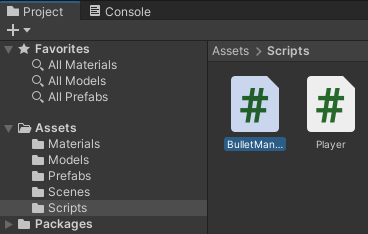 Project
Console
Favorites
All Materials
All Models
All Prefabs
Assets
Materials
Models
Prefabs
Scenes
Scripts
Packages
Assets > Scripts
BulletMan...
Player